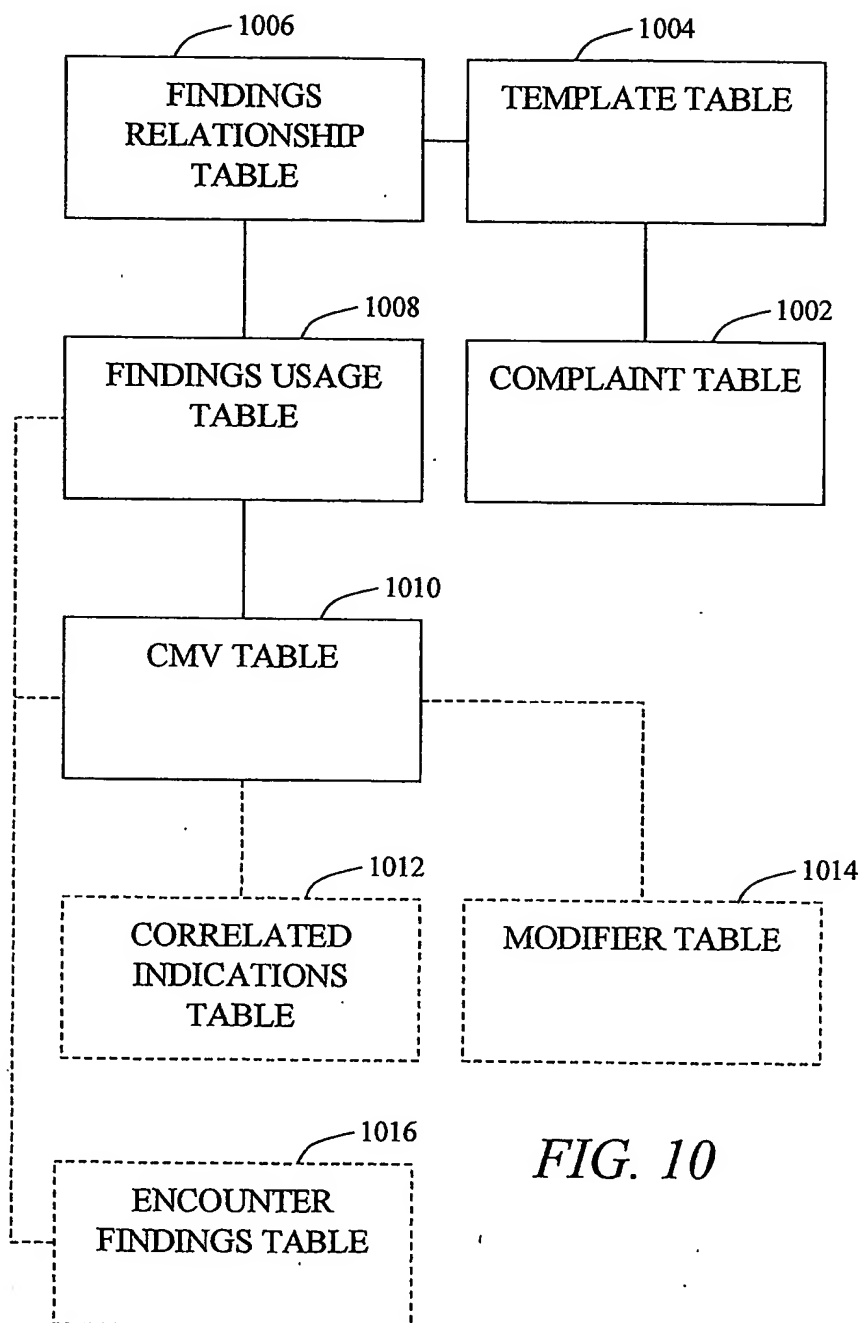 1006
FINDINGS
RELATIONSHIP
TABLE
1004
TEMPLATE TABLE
1008
FINDINGS USAGE
TABLE
1002
COMPLAINT TABLE
1010
CMV TABLE
1012
CORRELATED
INDICATIONS
TABLE
1014
MODIFIER TABLE
1016
ENCOUNTER
FINDINGS TABLE
FIG. 10